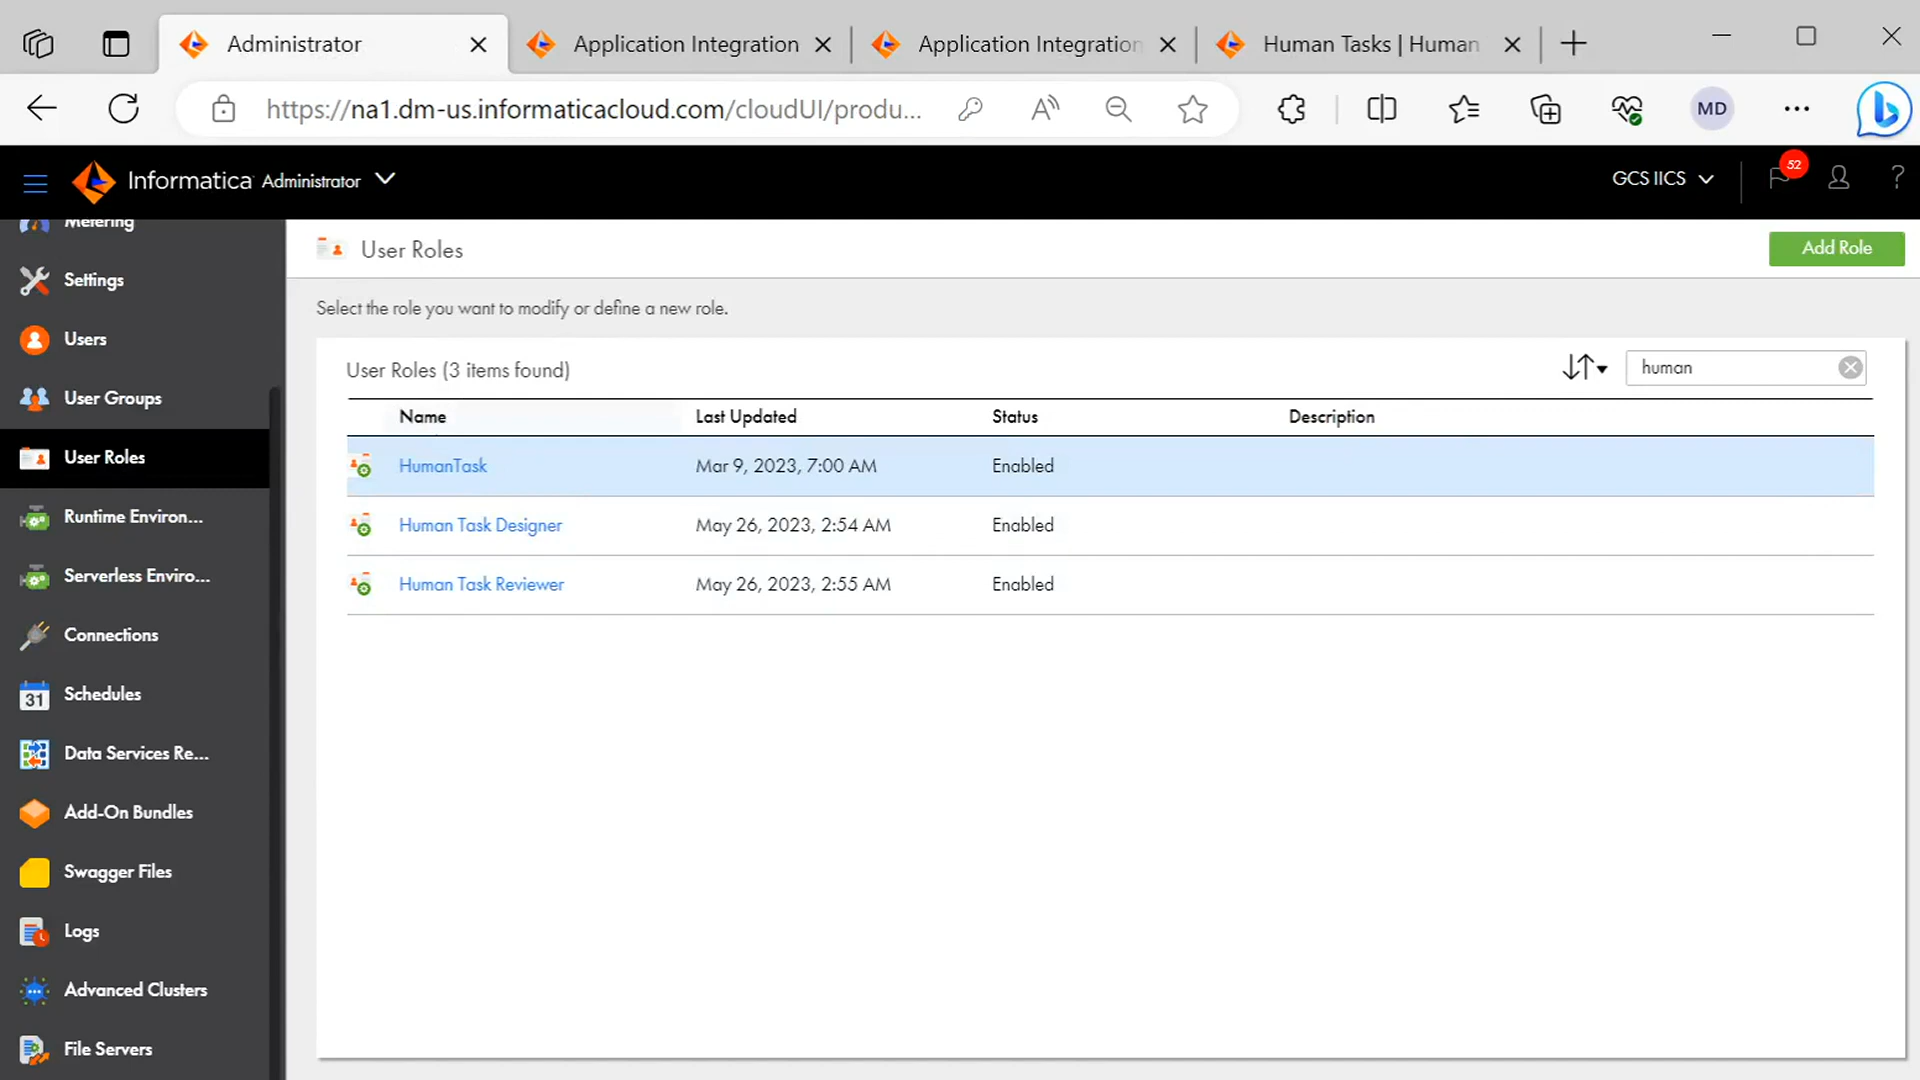 Administrator
Application Integration
Application Integration
Human Tasks | Human
https://na1.dm-us.informaticacloud.com/cloudUI/produ...
MD
Informatica Administrator
GCS IICS
52
?
Metering
Settings
Users
User Groups
User Roles
Runtime Environ...
Serverless Enviro...
Connections
31
Schedules
Data Services Re...
Add-On Bundles
Swagger Files
Logs
Advanced Clusters
File Servers
User Roles
Add Role
Select the role you want to modify or define a new role.
User Roles (3 items found)
human
Name Last Updated Status Description
HumanTask Mar 9, 2023, 7:00 AM Enabled
Human Task Designer May 26, 2023, 2:54 AM Enabled
Human Task Reviewer May 26, 2023, 2:55 AM Enabled